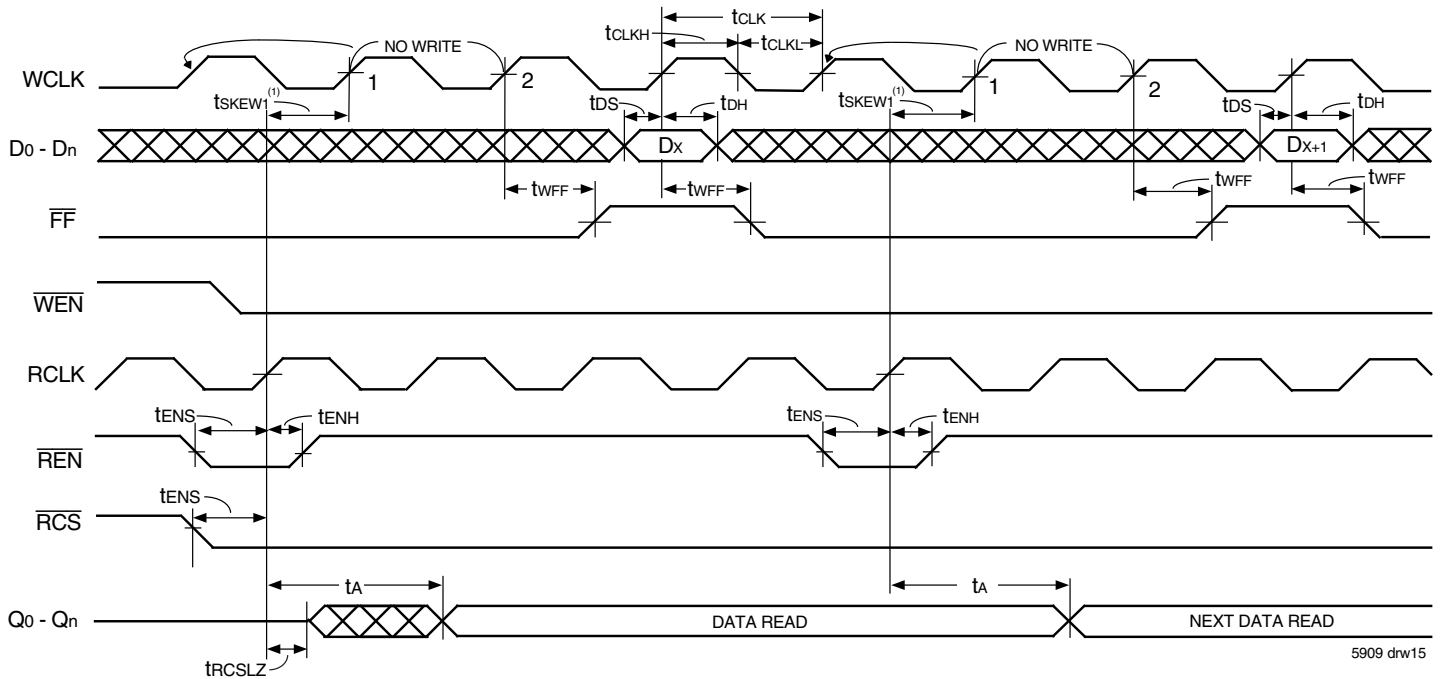 tCLK
tCLKH
tCLKL
NO WRITE
NO WRITE
WCLK
1
2
1
2
tSKEW1(1)
tDS
tDH
tSKEW1(1)
tDS
tDH
D0 - Dn
DX
DX+1
tWFF
tWFF
tWFF
tWFF
FF
WEN
RCLK
tENS
tENH
tENS
tENH
REN
tENS
RCS
tA
tA
Q0 - Qn
DATA READ
NEXT DATA READ
tRCSLZ
5909 drw15